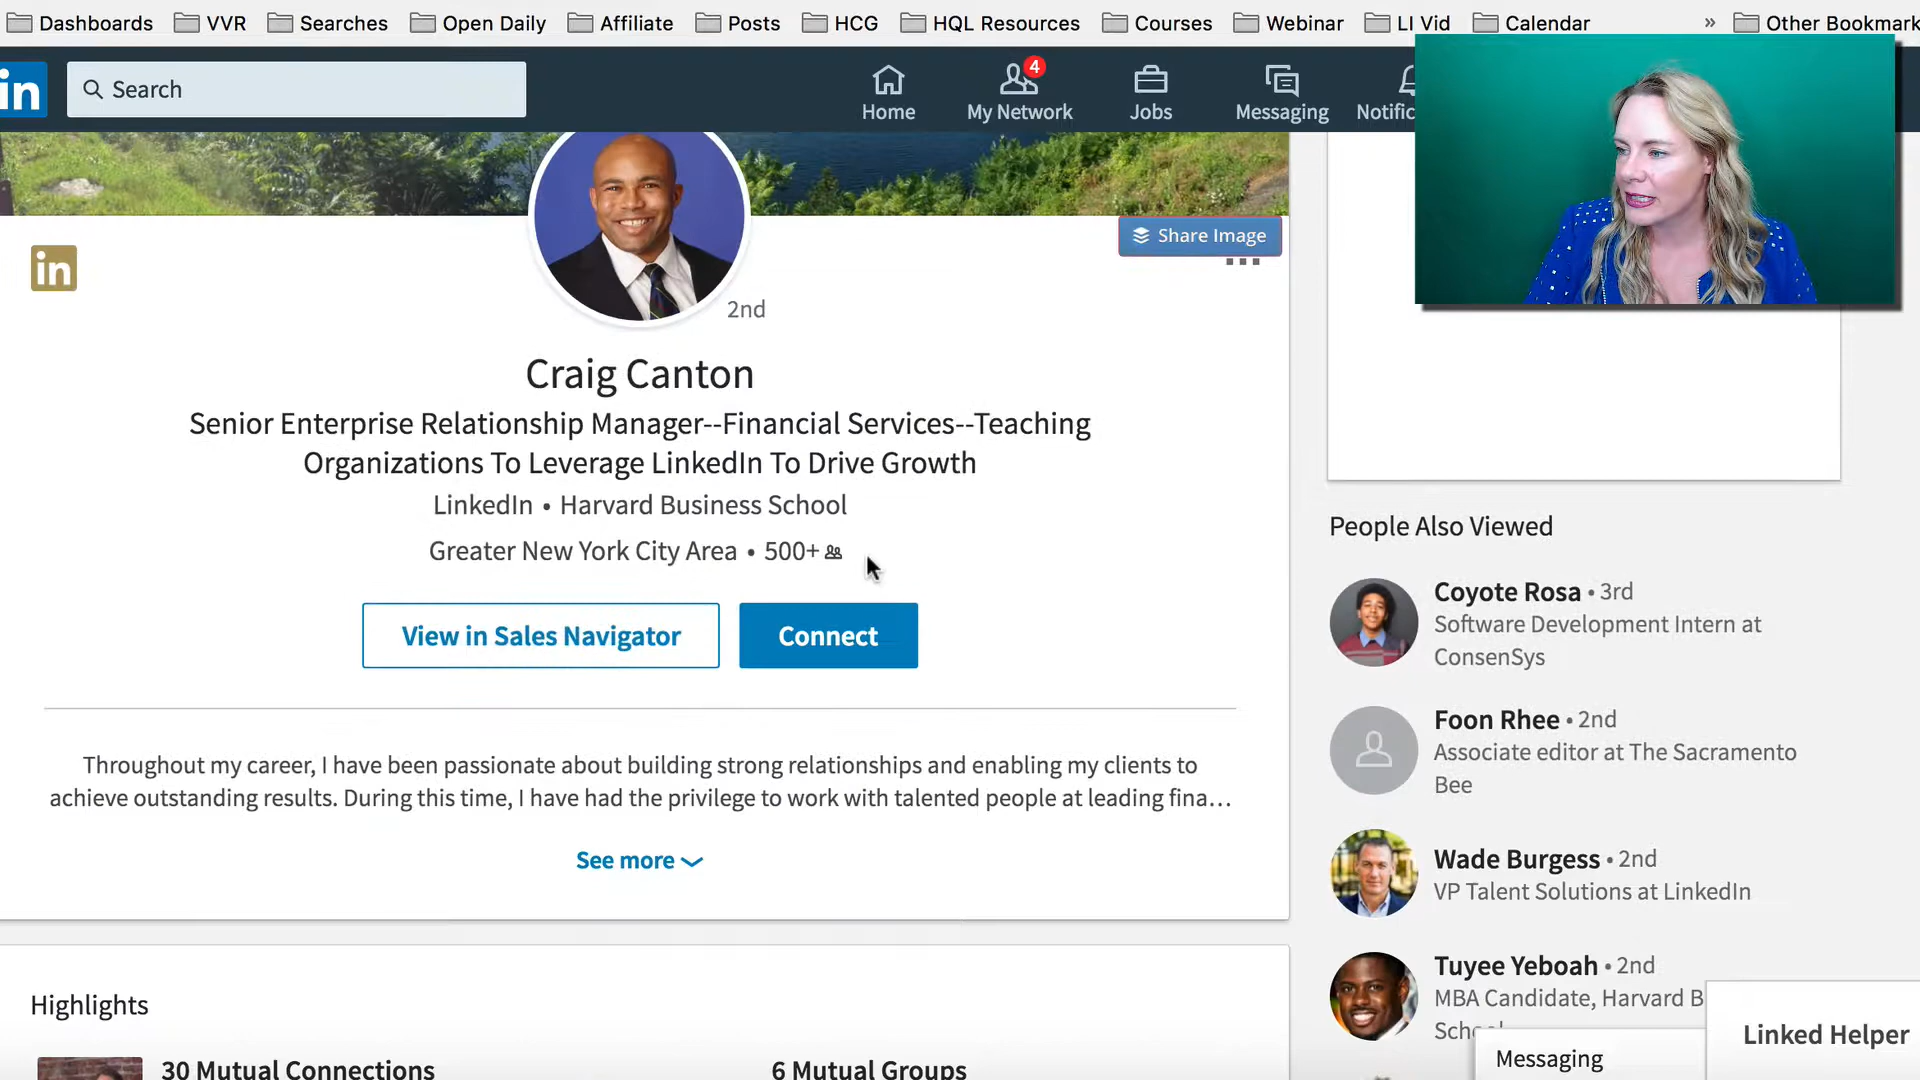 Dashboards VVR Searches Open Daily Affiliate Posts HCG HQL Resources Courses Webinar LI Vid Calendar » Other Bookmark
in Search
4
Home My Network Jobs Messaging Notific
Share Image
in
2nd
Craig Canton
Senior Enterprise Relationship Manager--Financial Services--Teaching
Organizations To Leverage LinkedIn To Drive Growth
LinkedIn • Harvard Business School
Greater New York City Area • 500+
View in Sales Navigator Connect
Throughout my career, I have been passionate about building strong relationships and enabling my clients to
achieve outstanding results. During this time, I have had the privilege to work with talented people at leading fina...
See more
Highlights
30 Mutual Connections 6 Mutual Groups
People Also Viewed
Coyote Rosa • 3rd
Software Development Intern at
ConsenSys
Foon Rhee • 2nd
Associate editor at The Sacramento
Bee
Wade Burgess • 2nd
VP Talent Solutions at LinkedIn
Tuyee Yeboah • 2nd
MBA Candidate, Harvard B
Messaging
Linked Helper